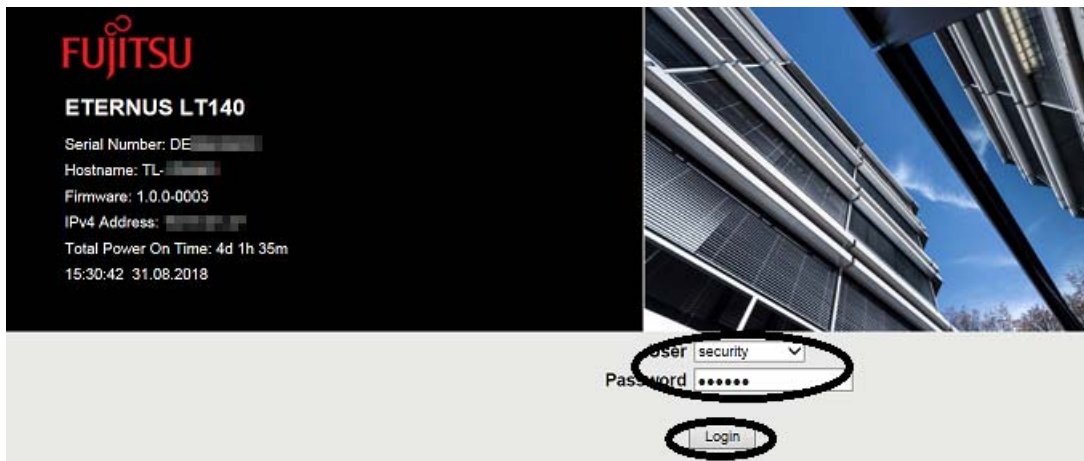 FUJITSU
ETERNUS LT140
Serial Number: DE
Hostname: TL-
Firmware: 1.0.0-0003
IPv4 Address:
Total Power On Time: 4d 1h 35m
15:30:42 31.08.2018
User security
Password ••••••
Login